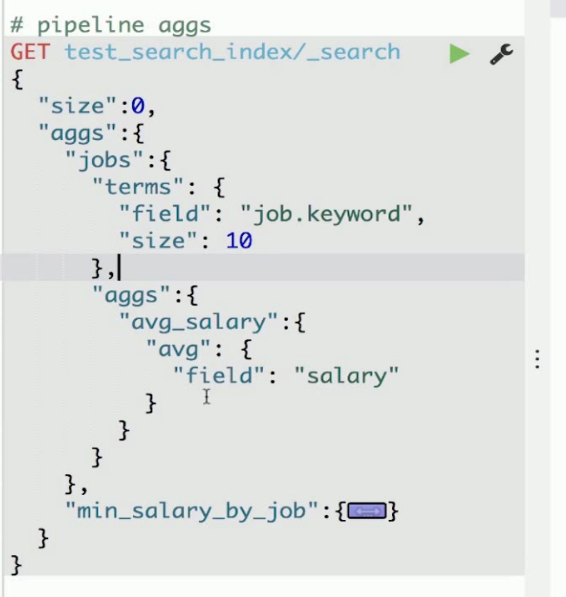 # pipeline aggs
GET test_search_index/_search
{
  "size":0,
  "aggs":{
    "jobs":{
      "terms": {
        "field": "job.keyword",
        "size": 10
      },
      "aggs":{
        "avg_salary":{
          "avg": {
            "field": "salary"
          }
        }
      }
    },
    "min_salary_by_job":{}
  }
}